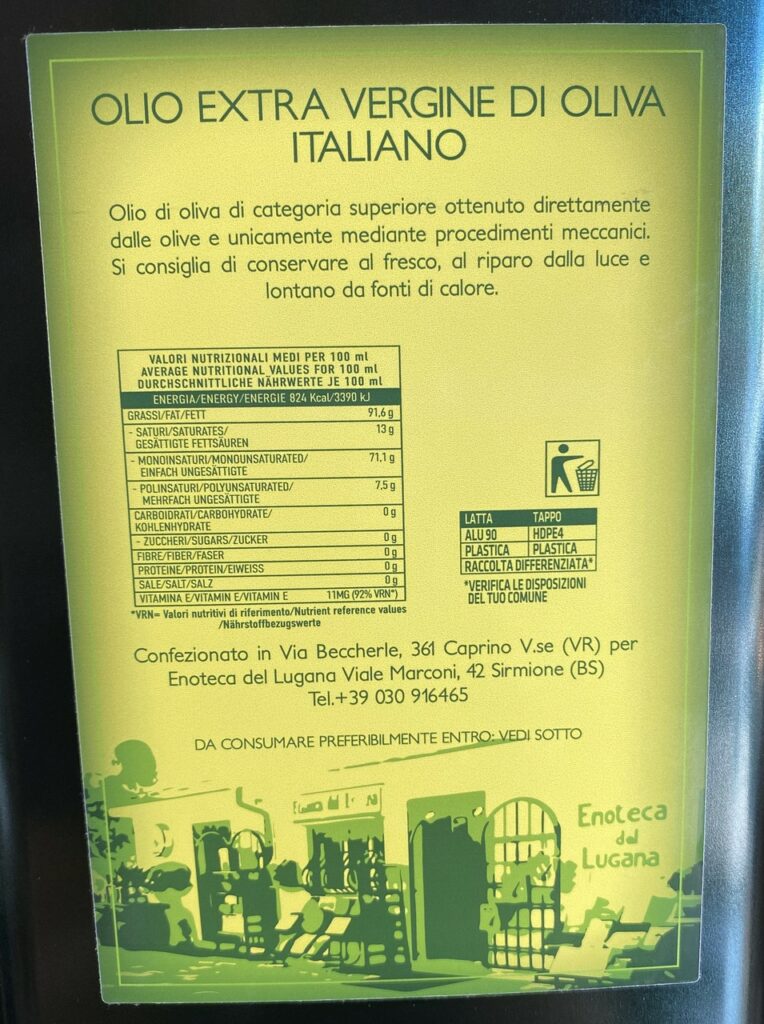 OLIO EXTRA VERGINE DI OLIVA
ITALIANO
Olio di oliva di categoria superiore ottenuto direttamente
dalle olive e unicamente mediante procedimenti meccanici.
Si consiglia di conservare al fresco, al riparo dalla luce e
lontano da fonti di calore.
VALORI NUTRIZIONALI MEDI PER 100 ml
AVERAGE NUTRITIONAL VALUES FOR 100 ml
DURCHSCHNITTLICHE NÄHRWERTE JE 100 ml
ENERGIA/ENERGY/ENERGIE 824 Kcal/3390 kJ
GRASSI/FAT/FETT 91,6 g
- SATURI/SATURATES/ 13 g
GESÄTTIGTE FETTSÄUREN
- MONOINSATURI/MONOUNSATURATED/ 71,1 g
EINFACH UNGESÄTTIGTE
- POLINSATURI/POLYUNSATURATED/ 7,5 g
MEHRFACH UNGESÄTTIGTE
CARBOIDRATI/CARBOHYDRATE/ 0 g
KOHLENHYDRATE
- ZUCCHERI/SUGARS/ZUCKER 0 g
FIBRE/FIBER/FASER 0 g
PROTEINE/PROTEIN/EIWEISS 0 g
SALE/SALT/SALZ 0 g
VITAMINA E/VITAMIN E/VITAMIN E 11MG (92% VRN*)
*VRN= Valori nutritivi di riferimento/Nutrient reference values
/Nährstoffbezugswerte
LATTA TAPPO
ALU 90 HDPE4
PLASTICA PLASTICA
RACCOLTA DIFFERENZIATA*
*VERIFICA LE DISPOSIZIONI
DEL TUO COMUNE
Confezionato in Via Beccherle, 361 Caprino V.se (VR) per
Enoteca del Lugana Viale Marconi, 42 Sirmione (BS)
Tel.+39 030 916465
DA CONSUMARE PREFERIBILMENTE ENTRO: VEDI SOTTO
Enoteca
del
Lugana